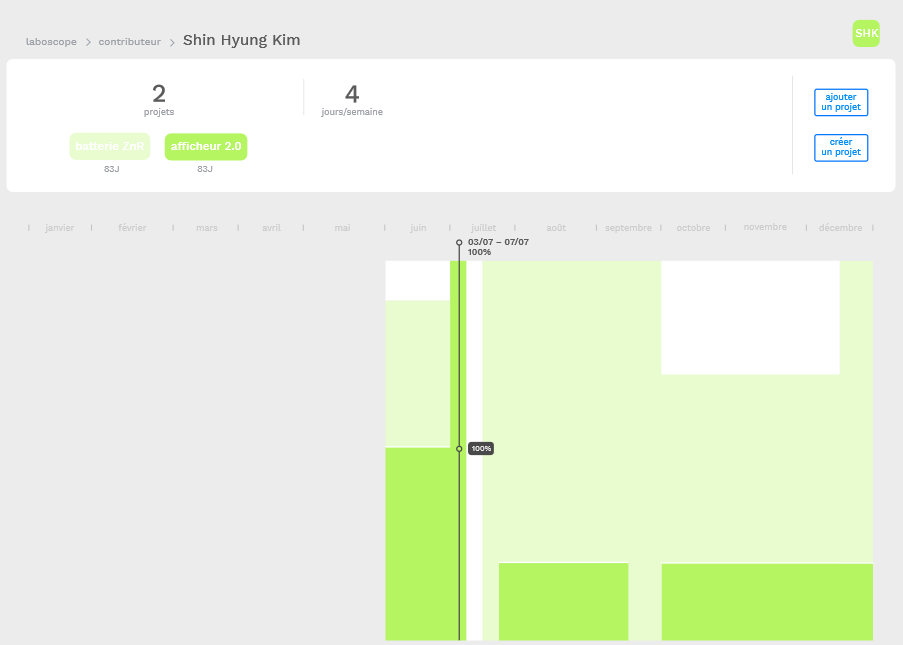 laboscope > contributeur > Shin Hyung Kim
SHK
2
projets
4
jours/semaine
ajouter
un projet
batterie ZnR
afficheur 2.0
83J
83J
créer
un projet
janvier février mars avril mai juin juillet août septembre octobre novembre décembre
03/07 – 07/07
100%
100%